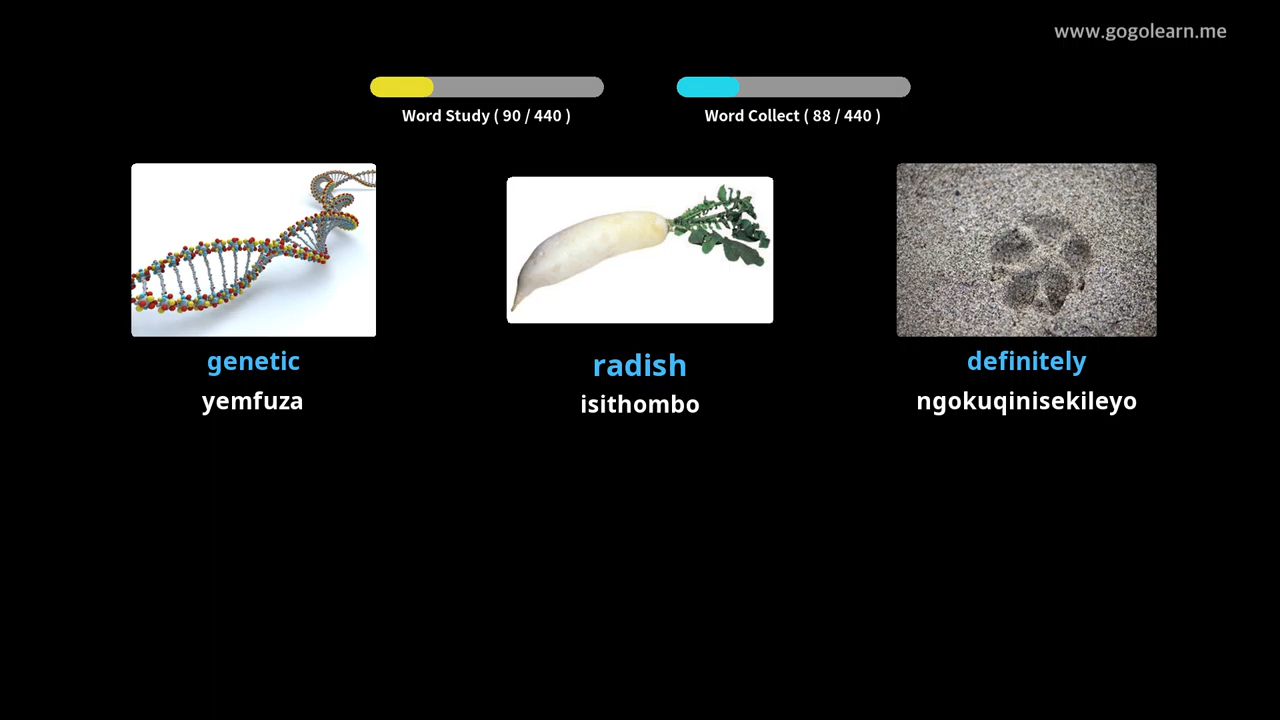 www.gogolearn.me
Word Study ( 90 / 440 )
Word Collect ( 88 / 440 )
genetic
yemfuza
radish
isithombo
definitely
ngokuqinisekileyo